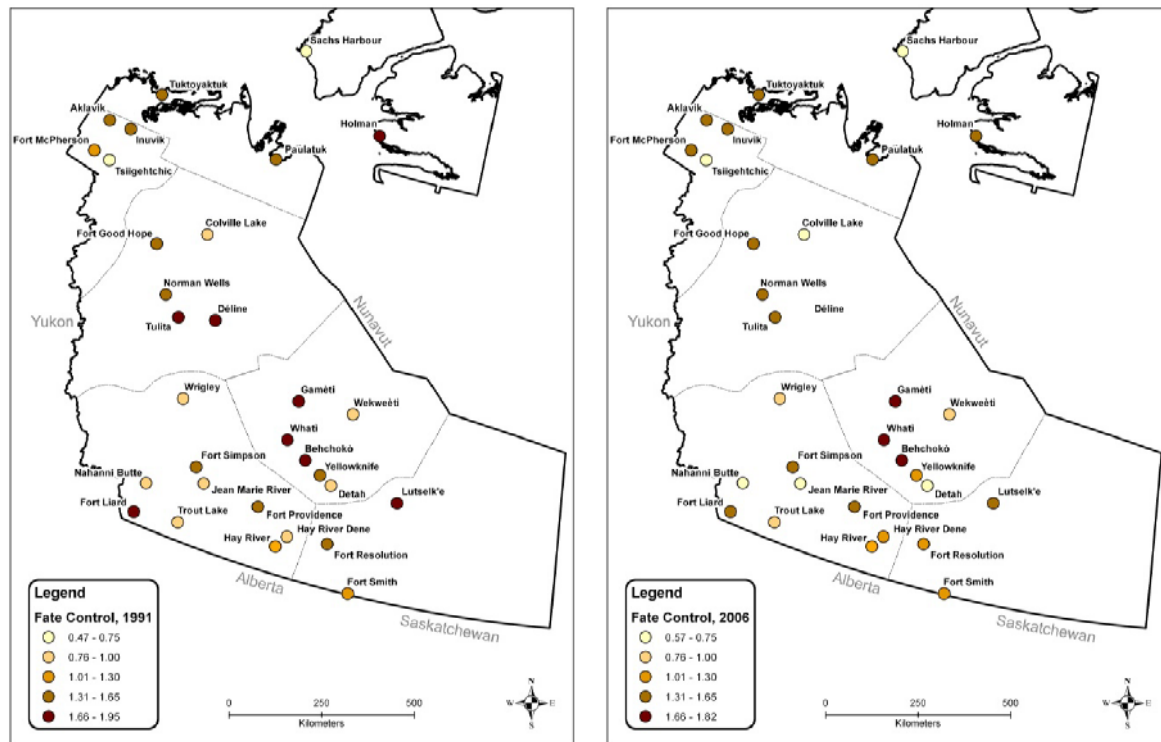 Sachs Harbour
Tuktoyaktuk
Aklavik
Holman
Inuvik
Fort McPherson
Paulatuk
Tsiigehtchic
Colville Lake
Fort Good Hope
Norman Wells
Nunavut
Déline
Yukon
Tulita
Wrigley
Gamèti
Wekweèti
Whati
Behchokò
Fort Simpson
Yellowknife
Nahanni Butte
Detah
Lutselk'e
Jean Marie River
Fort Liard
Fort Providence
Trout Lake
Hay River Dene
Hay River
Fort Resolution
Alberta
Fort Smith
Saskatchewan
Legend
Fate Control, 1991
0.47 - 0.75
0.76 - 1.00
1.01 - 1.30
1.31 - 1.65
1.66 - 1.95
0 250 500
Kilometers
N
W E
S
Sachs Harbour
Tuktoyaktuk
Aklavik
Holman
Inuvik
Fort McPherson
Paulatuk
Tsiigehtchic
Colville Lake
Fort Good Hope
Norman Wells
Nunavut
Déline
Yukon
Tulita
Wrigley
Gamèti
Wekweèti
Whati
Behchokò
Fort Simpson
Yellowknife
Nahanni Butte
Detah
Lutselk'e
Jean Marie River
Fort Liard
Fort Providence
Trout Lake
Hay River Dene
Hay River
Fort Resolution
Alberta
Fort Smith
Saskatchewan
Legend
Fate Control, 2006
0.57 - 0.75
0.76 - 1.00
1.01 - 1.30
1.31 - 1.65
1.66 - 1.82
0 250 500
Kilometers
N
W E
S